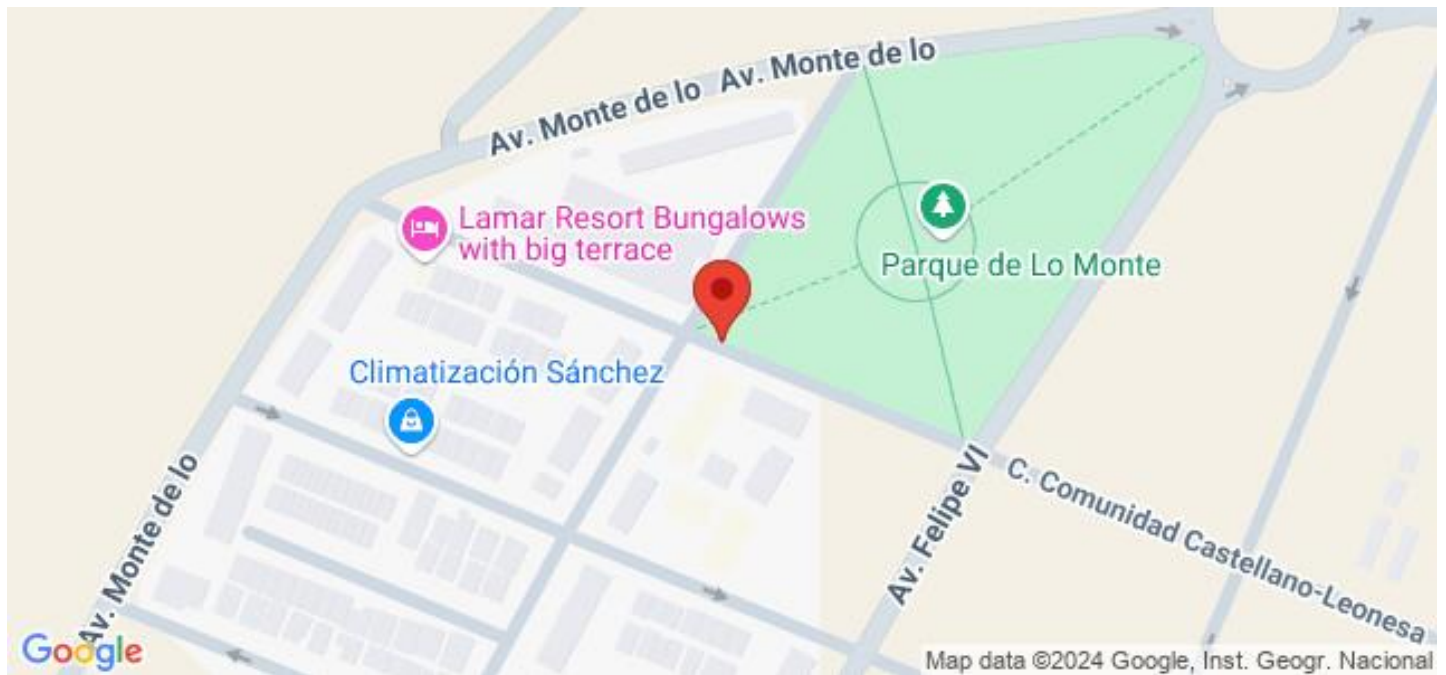 Av. Monte de lo
Av. Monte de lo
Lamar Resort Bungalows
with big terrace
Parque de Lo Monte
Climatización Sánchez
Av. Monte de lo
Av. Felipe VI
C. Comunidad Castellano-Leonesa
Google
Map data ©2024 Google, Inst. Geogr. Nacional